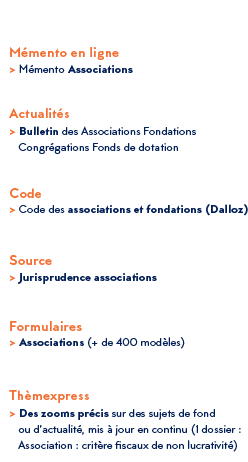 Mémento en ligne
> Mémento Associations
Actualités
> Bulletin des Associations Fondations
Congrégations Fonds de dotation
Code
> Code des associations et fondations (Dalloz)
Source
> Jurisprudence associations
Formulaires
> Associations (+ de 400 modèles)
Thèmexpress
> Des zooms précis sur des sujets de fond
ou d'actualité, mis à jour en continu (1 dossier :
Association : critère fiscaux de non lucrativité)